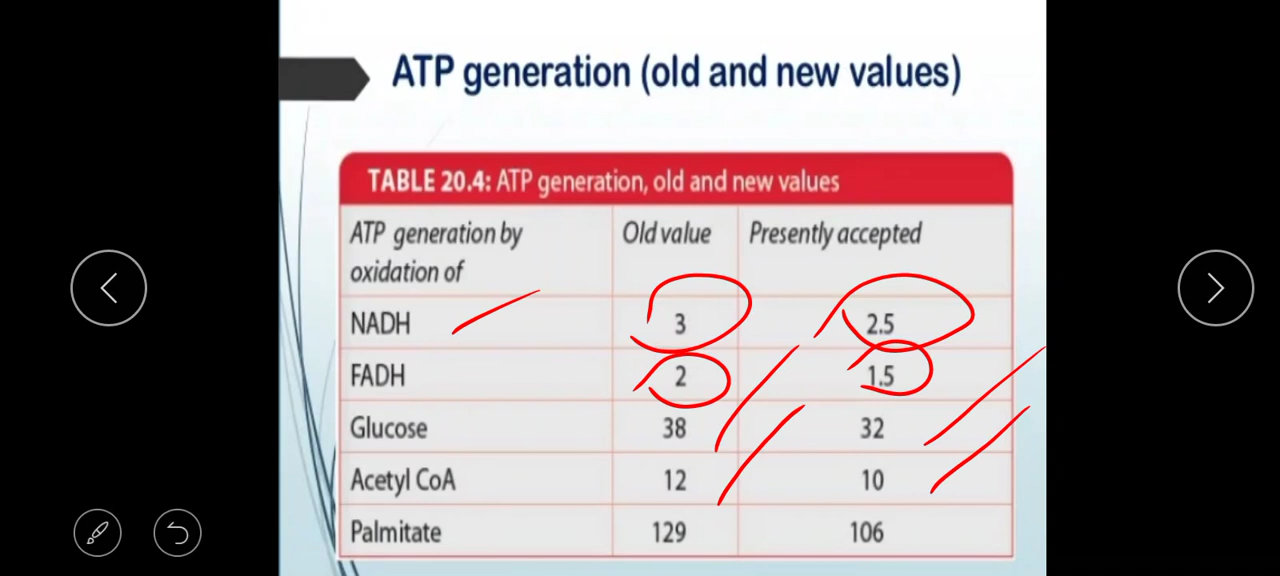 ATP generation (old and new values)
TABLE 20.4: ATP generation, old and new values
ATP generation by oxidation of Old value Presently accepted
NADH 3 2.5
FADH 2 1.5
Glucose 38 32
Acetyl CoA 12 10
Palmitate 129 106